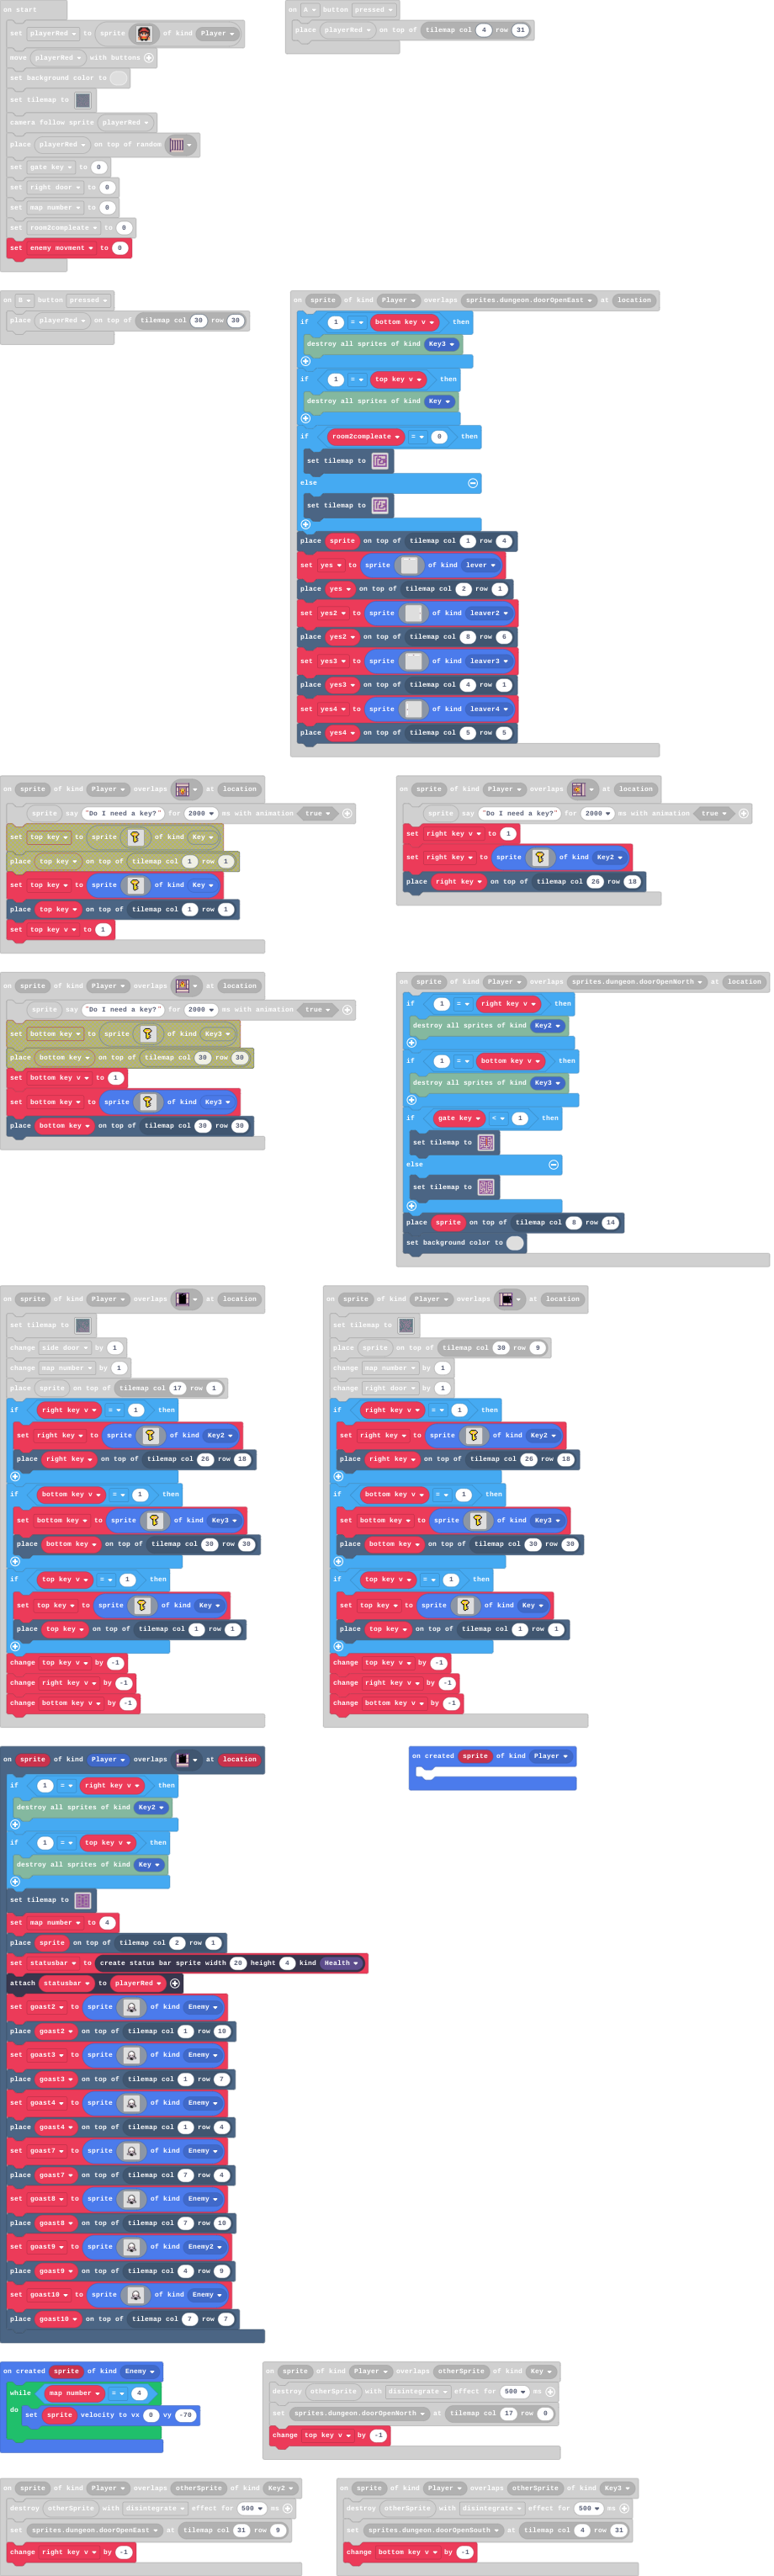 on start
set playerRed to sprite of kind Player
move playerRed with buttons
set background color to
set tilemap to
camera follow sprite playerRed
place playerRed on top of random
set gate key to 0
set right door to 0
set map number to 0
set room2compleate to 0
set enemy movment to 0
on A button pressed
place playerRed on top of tilemap col 4 row 31
on B button pressed
place playerRed on top of tilemap col 30 row 30
on sprite of kind Player overlaps sprites.dungeon.doorOpenEast at location
if 1 = bottom key v then
destroy all sprites of kind Key3
if 1 = top key v then
destroy all sprites of kind Key
if room2compleate = 0 then
set tilemap to
else
set tilemap to
place sprite on top of tilemap col 1 row 4
set yes to sprite of kind lever
place yes on top of tilemap col 2 row 1
set yes2 to sprite of kind leaver2
place yes2 on top of tilemap col 8 row 6
set yes3 to sprite of kind leaver3
place yes3 on top of tilemap col 4 row 1
set yes4 to sprite of kind leaver4
place yes4 on top of tilemap col 5 row 5
on sprite of kind Player overlaps at location
sprite say "Do I need a key?" for 2000 ms with animation true
set top key to sprite of kind Key
place top key on top of tilemap col 1 row 1
set top key to sprite of kind Key
place top key on top of tilemap col 1 row 1
set top key v to 1
on sprite of kind Player overlaps at location
sprite say "Do I need a key?" for 2000 ms with animation true
set right key v to 1
set right key to sprite of kind Key2
place right key on top of tilemap col 26 row 18
on sprite of kind Player overlaps at location
sprite say "Do I need a key?" for 2000 ms with animation true
set bottom key to sprite of kind Key3
place bottom key on top of tilemap col 30 row 30
set bottom key v to 1
set bottom key to sprite of kind Key3
place bottom key on top of tilemap col 30 row 30
on sprite of kind Player overlaps sprites.dungeon.doorOpenNorth at location
if 1 = right key v then
destroy all sprites of kind Key2
if 1 = bottom key v then
destroy all sprites of kind Key3
if gate key < 1 then
set tilemap to
else
set tilemap to
place sprite on top of tilemap col 8 row 14
set background color to
on sprite of kind Player overlaps at location
set tilemap to
change side door by 1
change map number by 1
place sprite on top of tilemap col 17 row 1
if right key v = 1 then
set right key to sprite of kind Key2
place right key on top of tilemap col 26 row 18
if bottom key v = 1 then
set bottom key to sprite of kind Key3
place bottom key on top of tilemap col 30 row 30
if top key v = 1 then
set top key to sprite of kind Key
place top key on top of tilemap col 1 row 1
change top key v by -1
change right key v by -1
change bottom key v by -1
on sprite of kind Player overlaps at location
set tilemap to
place sprite on top of tilemap col 30 row 9
change map number by 1
change right door by 1
if right key v = 1 then
set right key to sprite of kind Key2
place right key on top of tilemap col 26 row 18
if bottom key v = 1 then
set bottom key to sprite of kind Key3
place bottom key on top of tilemap col 30 row 30
if top key v = 1 then
set top key to sprite of kind Key
place top key on top of tilemap col 1 row 1
change top key v by -1
change right key v by -1
change bottom key v by -1
on sprite of kind Player overlaps at location
if 1 = right key v then
destroy all sprites of kind Key2
if 1 = top key v then
destroy all sprites of kind Key
set tilemap to
set map number to 4
place sprite on top of tilemap col 2 row 1
set statusbar to create status bar sprite width 20 height 4 kind Health
attach statusbar to playerRed
set goast2 to sprite of kind Enemy
place goast2 on top of tilemap col 1 row 10
set goast3 to sprite of kind Enemy
place goast3 on top of tilemap col 1 row 7
set goast4 to sprite of kind Enemy
place goast4 on top of tilemap col 1 row 4
set goast7 to sprite of kind Enemy
place goast7 on top of tilemap col 7 row 4
set goast8 to sprite of kind Enemy
place goast8 on top of tilemap col 7 row 10
set goast9 to sprite of kind Enemy2
place goast9 on top of tilemap col 4 row 9
set goast10 to sprite of kind Enemy
place goast10 on top of tilemap col 7 row 7
on created sprite of kind Player
on created sprite of kind Enemy
while map number = 4
do set sprite velocity to vx 0 vy -70
on sprite of kind Player overlaps otherSprite of kind Key
destroy otherSprite with disintegrate effect for 500 ms
set sprites.dungeon.doorOpenNorth at tilemap col 17 row 0
change top key v by -1
on sprite of kind Player overlaps otherSprite of kind Key2
destroy otherSprite with disintegrate effect for 500 ms
set sprites.dungeon.doorOpenEast at tilemap col 31 row 9
change right key v by -1
on sprite of kind Player overlaps otherSprite of kind Key3
destroy otherSprite with disintegrate effect for 500 ms
set sprites.dungeon.doorOpenSouth at tilemap col 4 row 31
change bottom key v by -1